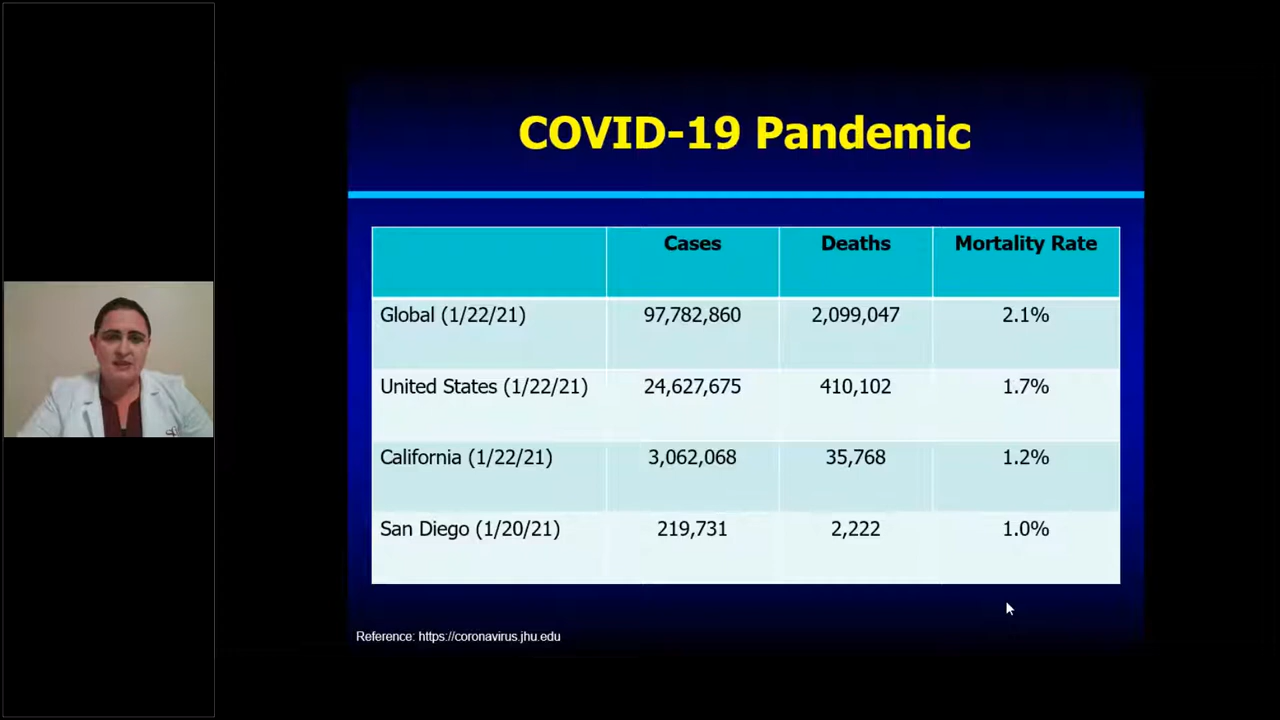 COVID-19 Pandemic
Cases Deaths Mortality Rate
Global (1/22/21) 97,782,860 2,099,047 2.1%
United States (1/22/21) 24,627,675 410,102 1.7%
California (1/22/21) 3,062,068 35,768 1.2%
San Diego (1/20/21) 219,731 2,222 1.0%
Reference: https://coronavirus.jhu.edu